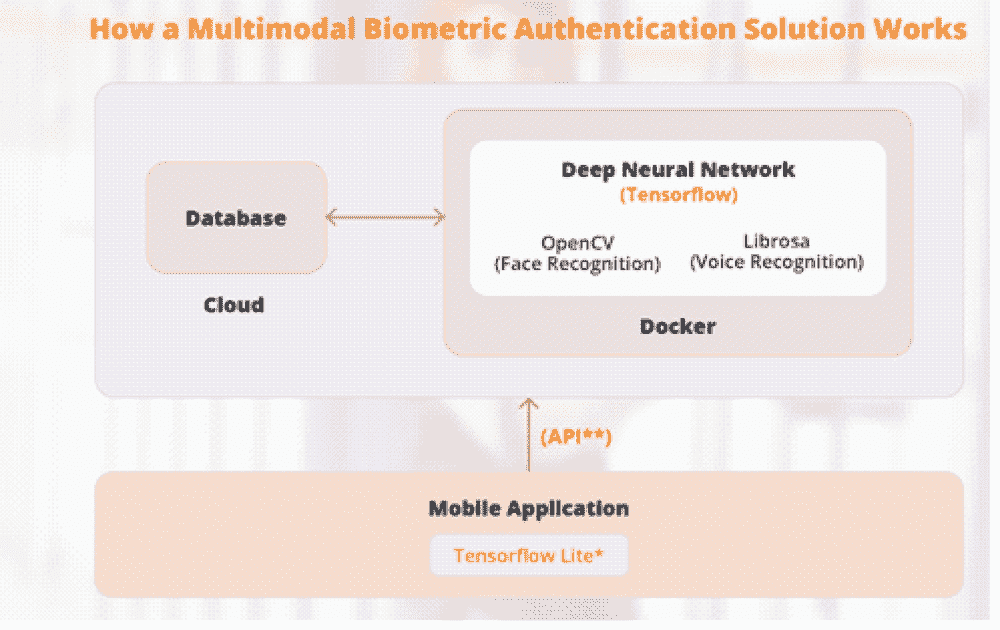 How a Multimodal Biometric Authentication Solution Works
Deep Neural Network
(Tensorflow)
Database
OpenCV
(Face Recognition)
Librosa
(Voice Recognition)
Cloud
Docker
(API**)
Mobile Application
Tensorflow Lite*